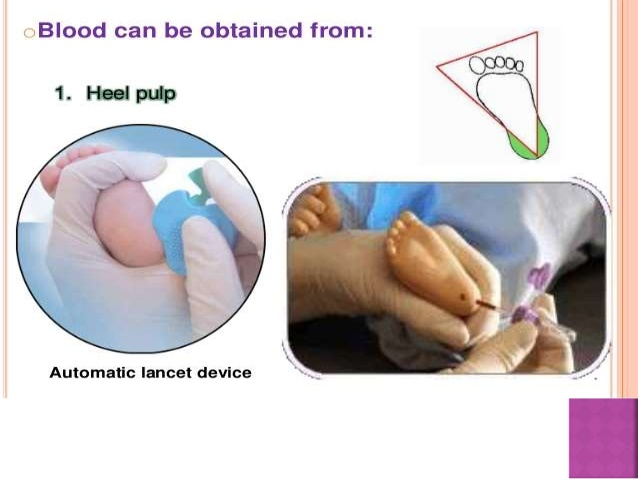 Blood can be obtained from:
1. Heel pulp
Automatic lancet device